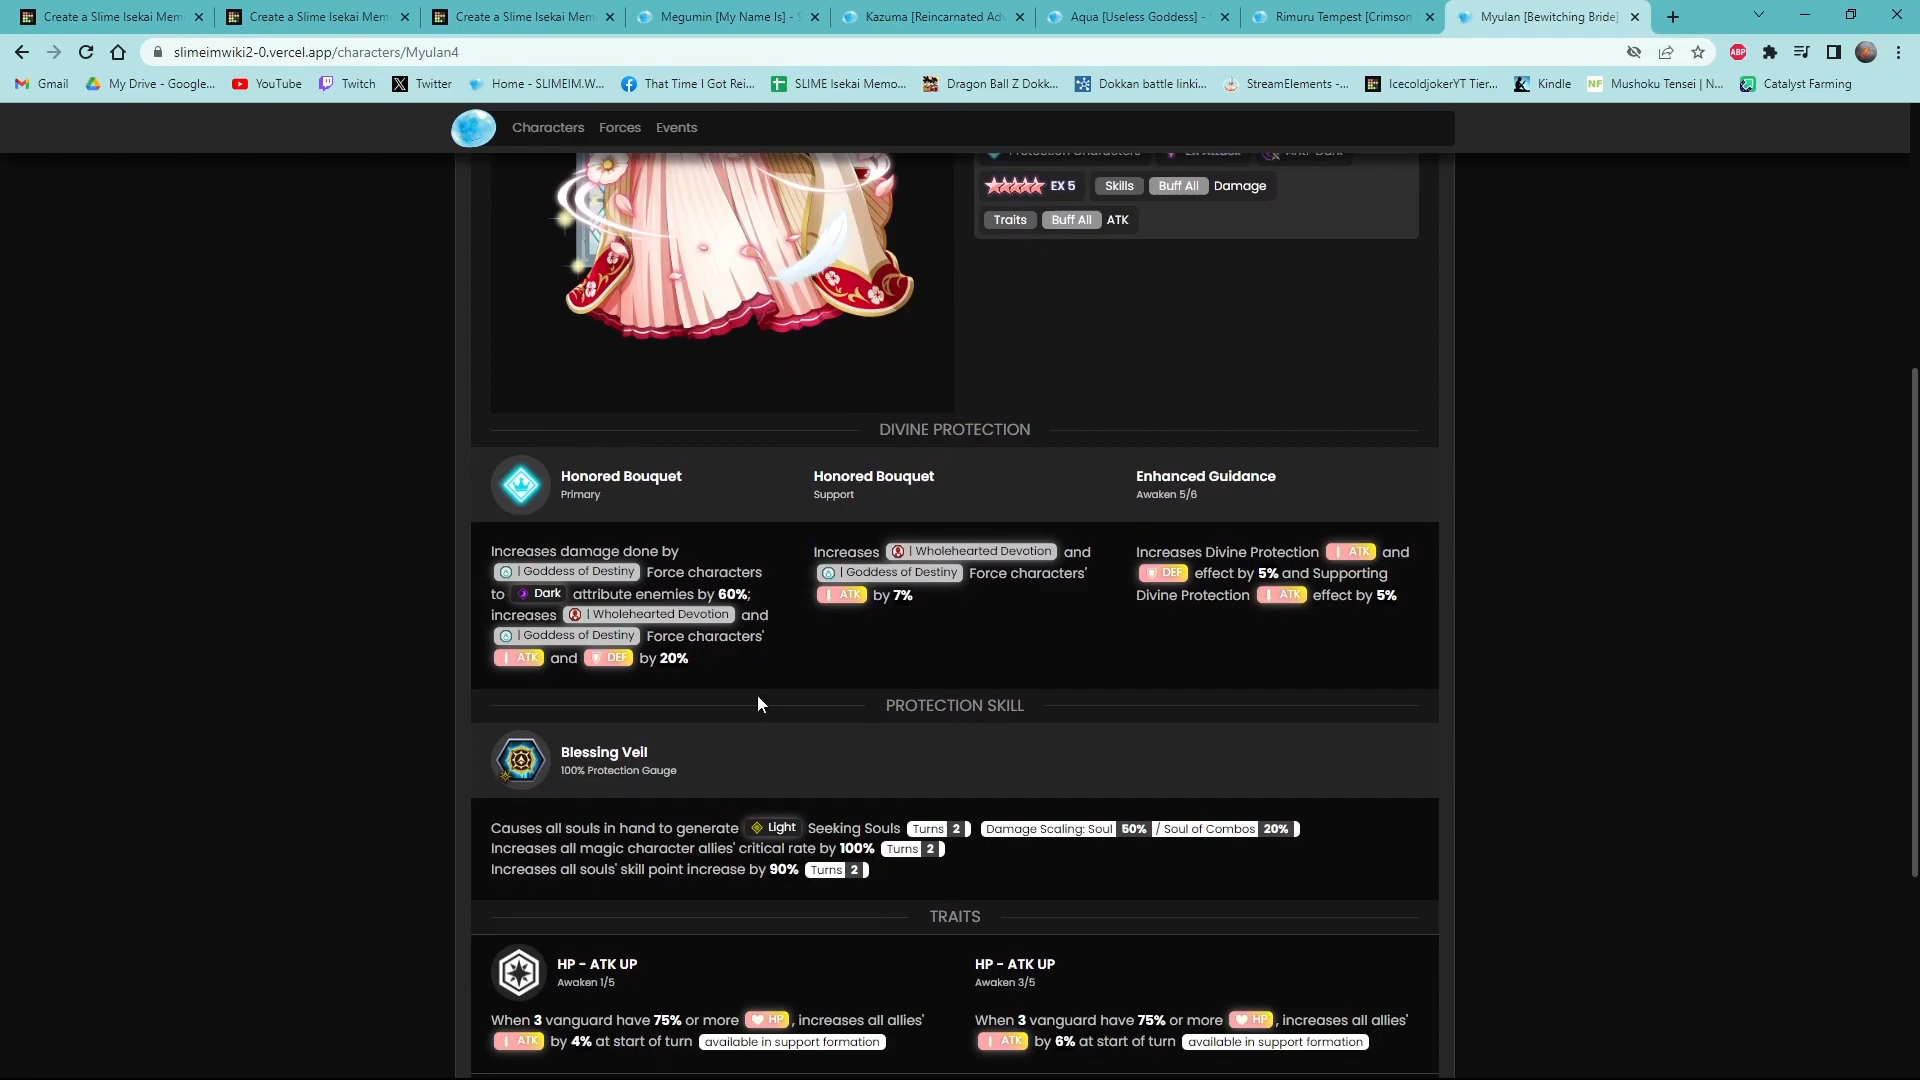 Create a Slime Isekai Mem
Create a Slime Isekai Mem
Create a Slime Isekai Mem
Megumin [My Name Is] - S
Kazuma [Reincarnated Adv
Aqua [Useless Goddess] -
Rimuru Tempest [Crimson
Myulan [Bewitching Bride]
slimeimwiki2-0.vercel.app/characters/Myulan4
ABP
Gmail
My Drive - Google...
YouTube
Twitch
Twitter
Home - SLIMEIM.W...
That Time I Got Rei...
SLIME Isekai Memo...
Dragon Ball Z Dokk...
Dokkan battle linki...
StreamElements -...
IcecoldjokerYT Tier...
Kindle
NF Mushoku Tensei | N...
Catalyst Farming
Characters Forces Events
Protection Characters EX Attack Anti-Dark
EX 5 Skills Buff All Damage
Traits Buff All ATK
DIVINE PROTECTION
Honored Bouquet
Primary
Honored Bouquet
Support
Enhanced Guidance
Awaken 5/6
Increases damage done by
| Goddess of Destiny Force characters
to Dark attribute enemies by 60%;
increases | Wholehearted Devotion and
| Goddess of Destiny Force characters'
ATK and DEF by 20%
Increases | Wholehearted Devotion and
| Goddess of Destiny Force characters'
ATK by 7%
Increases Divine Protection ATK and
DEF effect by 5% and Supporting
Divine Protection ATK effect by 5%
PROTECTION SKILL
Blessing Veil
100% Protection Gauge
Causes all souls in hand to generate Light Seeking Souls Turns 2 Damage Scaling: Soul 50% / Soul of Combos 20%
Increases all magic character allies' critical rate by 100% Turns 2
Increases all souls' skill point increase by 90% Turns 2
TRAITS
HP - ATK UP
Awaken 1/5
When 3 vanguard have 75% or more HP , increases all allies'
ATK by 4% at start of turn available in support formation
HP - ATK UP
Awaken 3/5
When 3 vanguard have 75% or more HP , increases all allies'
ATK by 6% at start of turn available in support formation